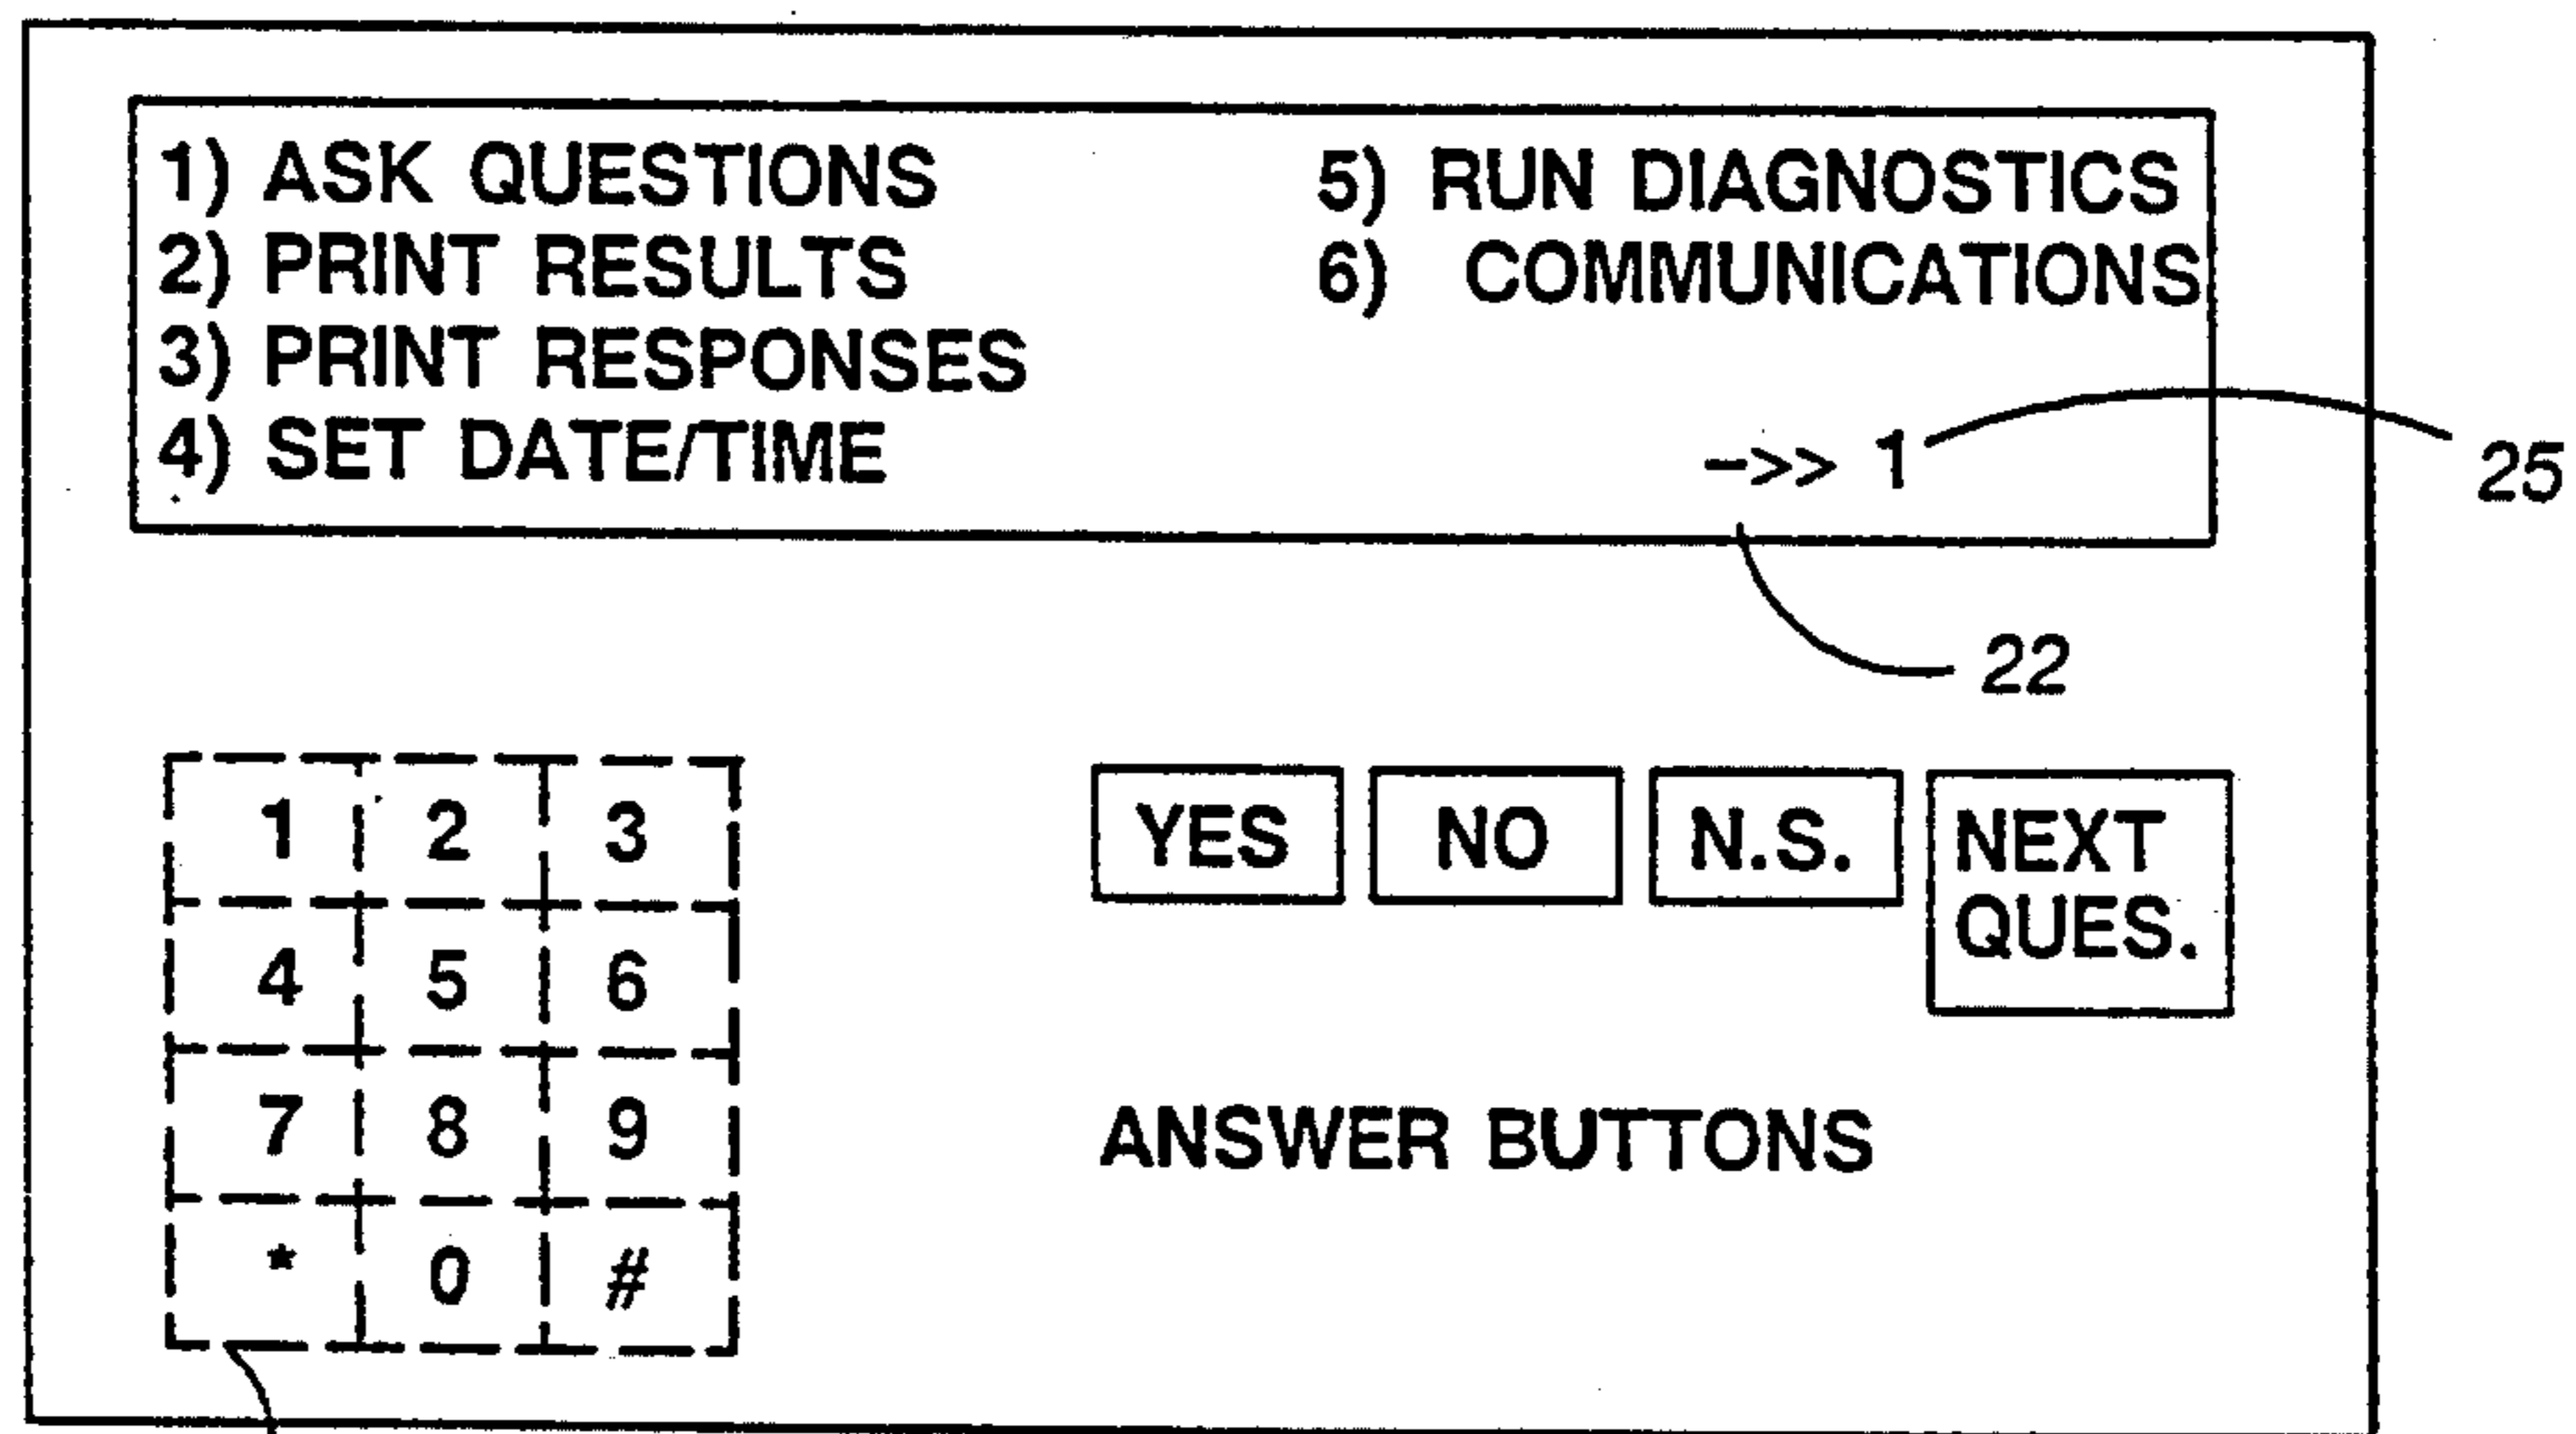 1) ASK QUESTIONS 5) RUN DIAGNOSTICS
2) PRINT RESULTS 6) COMMUNICATIONS
3) PRINT RESPONSES
4) SET DATE/TIME ->> 1
25
22
1 2 3 YES NO N.S. NEXT
QUES.
4 5 6
7 8 9 ANSWER BUTTONS
* 0 #